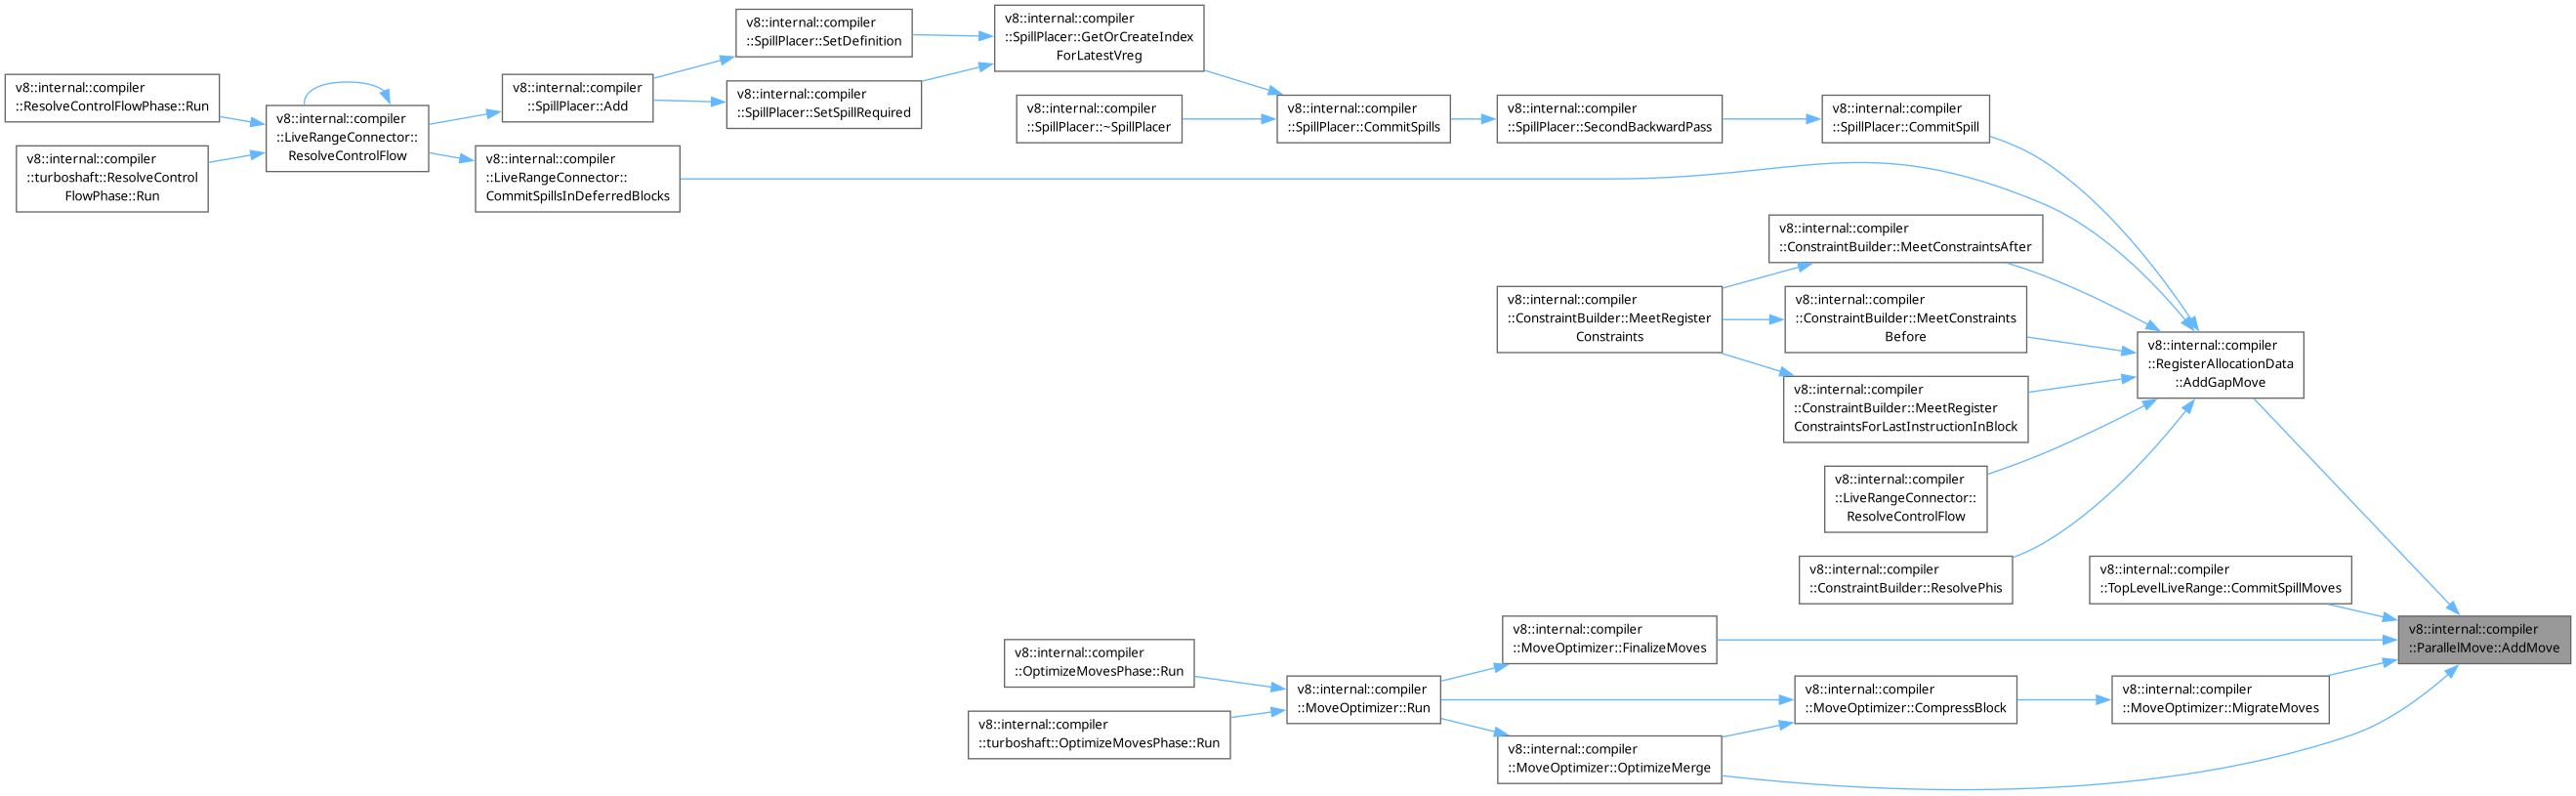 v8::internal::compiler
::SpillPlacer::SetDefinition
v8::internal::compiler
::SpillPlacer::GetOrCreateIndex
ForLatestVreg
v8::internal::compiler
::ResolveControlFlowPhase::Run
v8::internal::compiler
::LiveRangeConnector::
ResolveControlFlow
v8::internal::compiler
::SpillPlacer::Add
v8::internal::compiler
::SpillPlacer::SetSpillRequired
v8::internal::compiler
::SpillPlacer::~SpillPlacer
v8::internal::compiler
::SpillPlacer::CommitSpills
v8::internal::compiler
::SpillPlacer::SecondBackwardPass
v8::internal::compiler
::SpillPlacer::CommitSpill
v8::internal::compiler
::turboshaft::ResolveControl
FlowPhase::Run
v8::internal::compiler
::LiveRangeConnector::
CommitSpillsInDeferredBlocks
v8::internal::compiler
::ConstraintBuilder::MeetConstraintsAfter
v8::internal::compiler
::ConstraintBuilder::MeetRegister
Constraints
v8::internal::compiler
::ConstraintBuilder::MeetConstraints
Before
v8::internal::compiler
::RegisterAllocationData
::AddGapMove
v8::internal::compiler
::ConstraintBuilder::MeetRegister
ConstraintsForLastInstructionInBlock
v8::internal::compiler
::LiveRangeConnector::
ResolveControlFlow
v8::internal::compiler
::ConstraintBuilder::ResolvePhis
v8::internal::compiler
::TopLevelLiveRange::CommitSpillMoves
v8::internal::compiler
::ParallelMove::AddMove
v8::internal::compiler
::MoveOptimizer::FinalizeMoves
v8::internal::compiler
::OptimizeMovesPhase::Run
v8::internal::compiler
::MoveOptimizer::Run
v8::internal::compiler
::MoveOptimizer::CompressBlock
v8::internal::compiler
::MoveOptimizer::MigrateMoves
v8::internal::compiler
::turboshaft::OptimizeMovesPhase::Run
v8::internal::compiler
::MoveOptimizer::OptimizeMerge